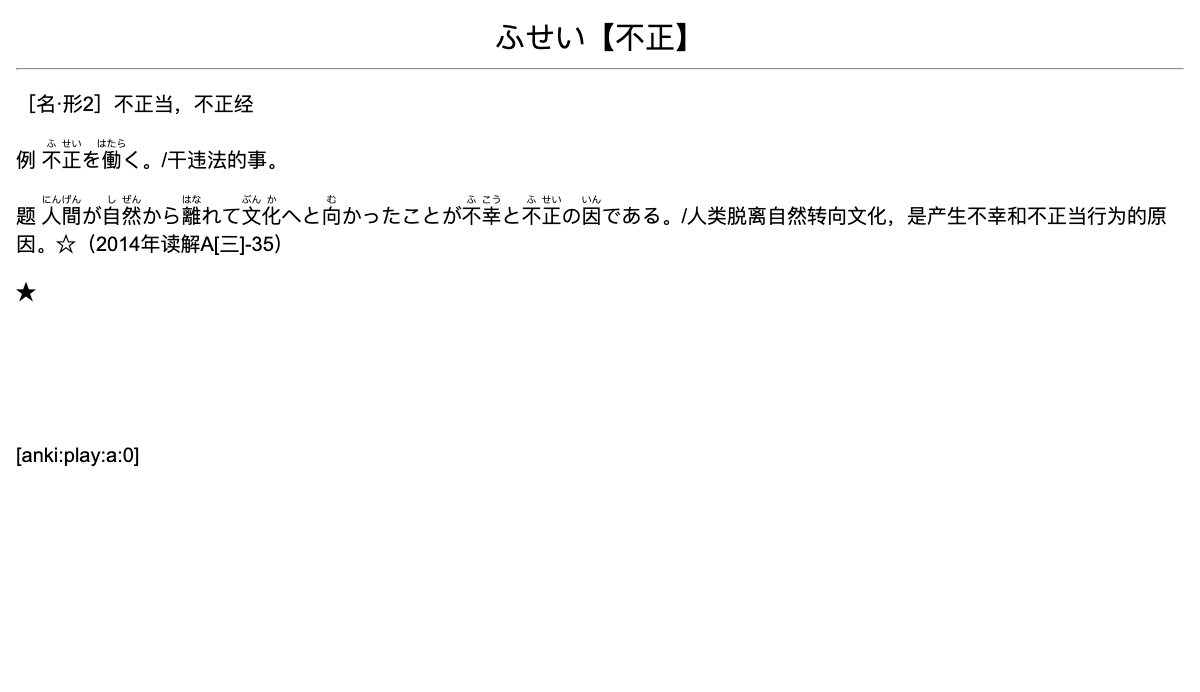 ふせい【不正】
［名·形2］不正当，不正经
ふ せい はたら
例 不正を働く。/干违法的事。
にんげん し ぜん はな ぶん か む ふ こう ふ せい いん
题 人間が自然から離れて文化へと向かったことが不幸と不正の因である。/人类脱离自然转向文化，是产生不幸和不正当行为的原
因。☆（2014年读解A[三]-35）
★
[anki:play:a:0]